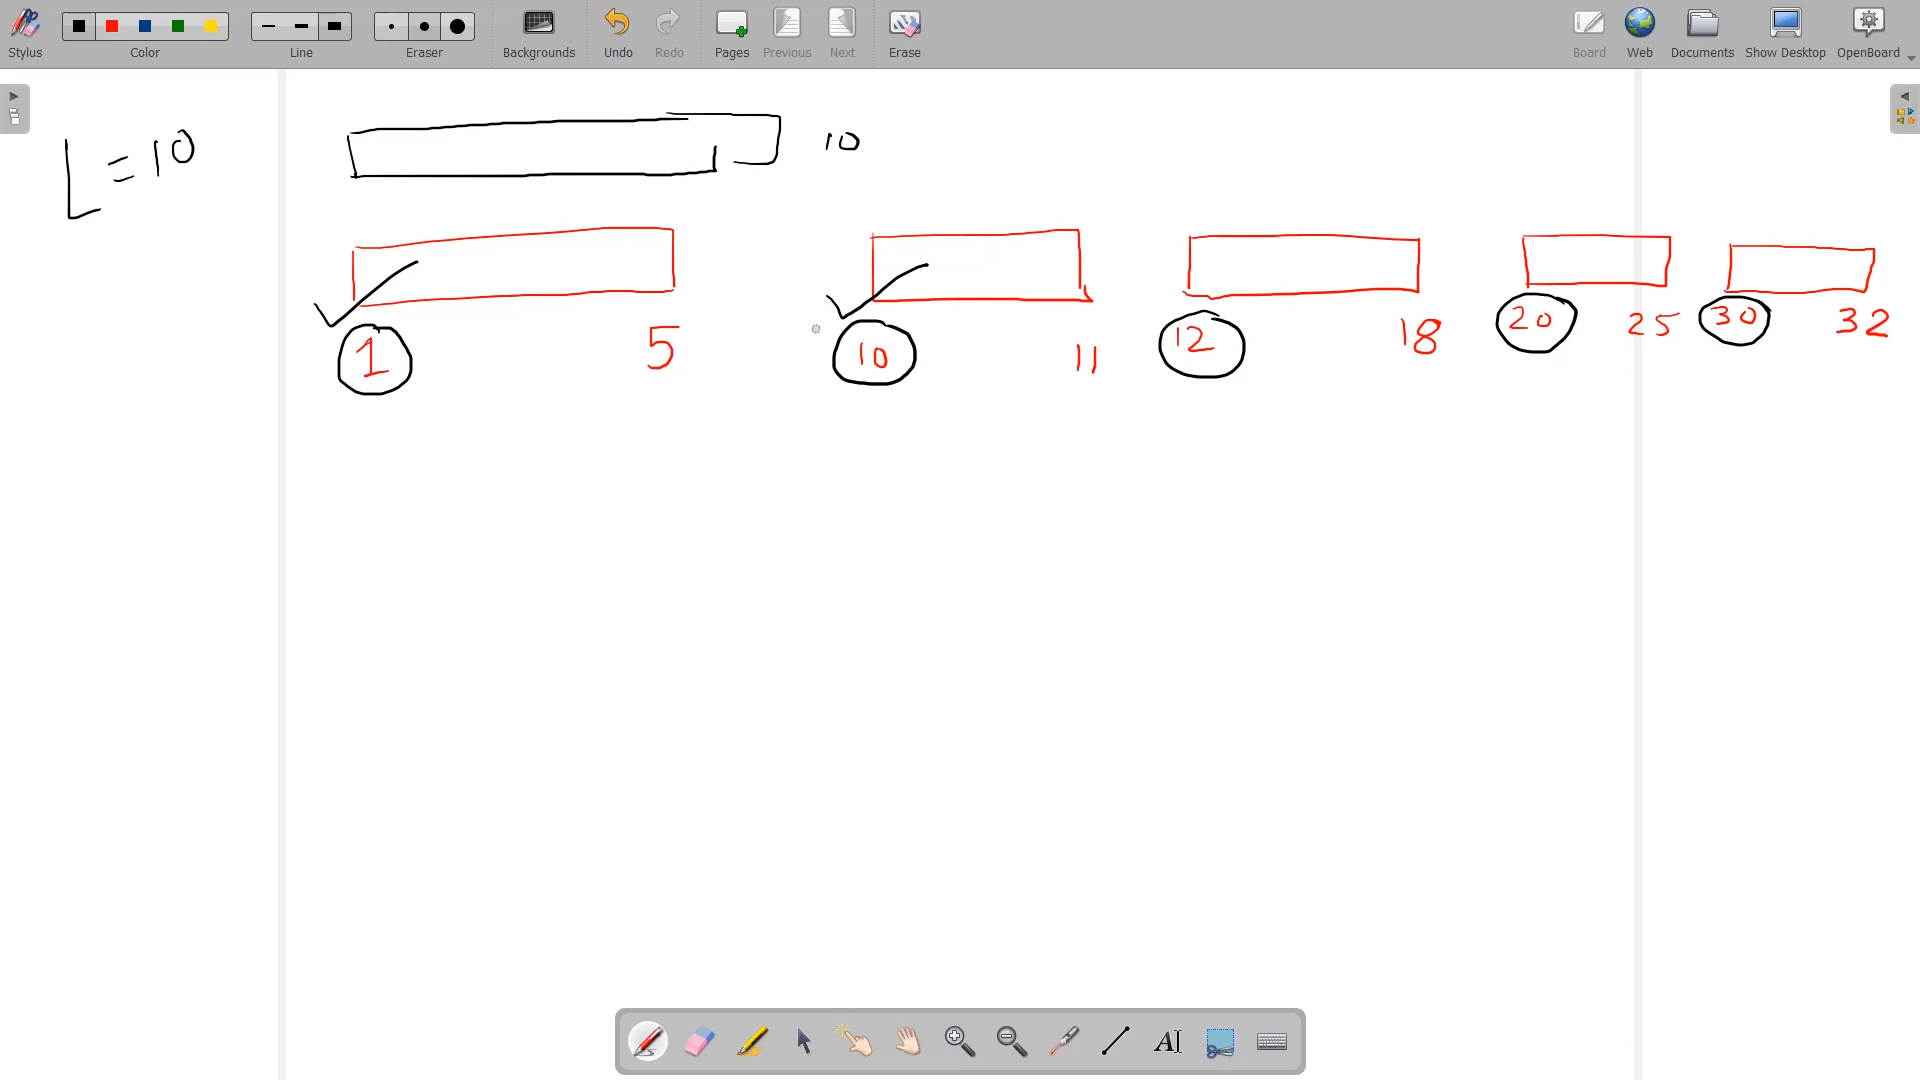 Stylus Color Line Eraser Backgrounds Undo Redo Pages Previous Next Erase Board Web Documents Show Desktop OpenBoard
L = 10
10
1 5 10 11 12 18 20 25 30 32